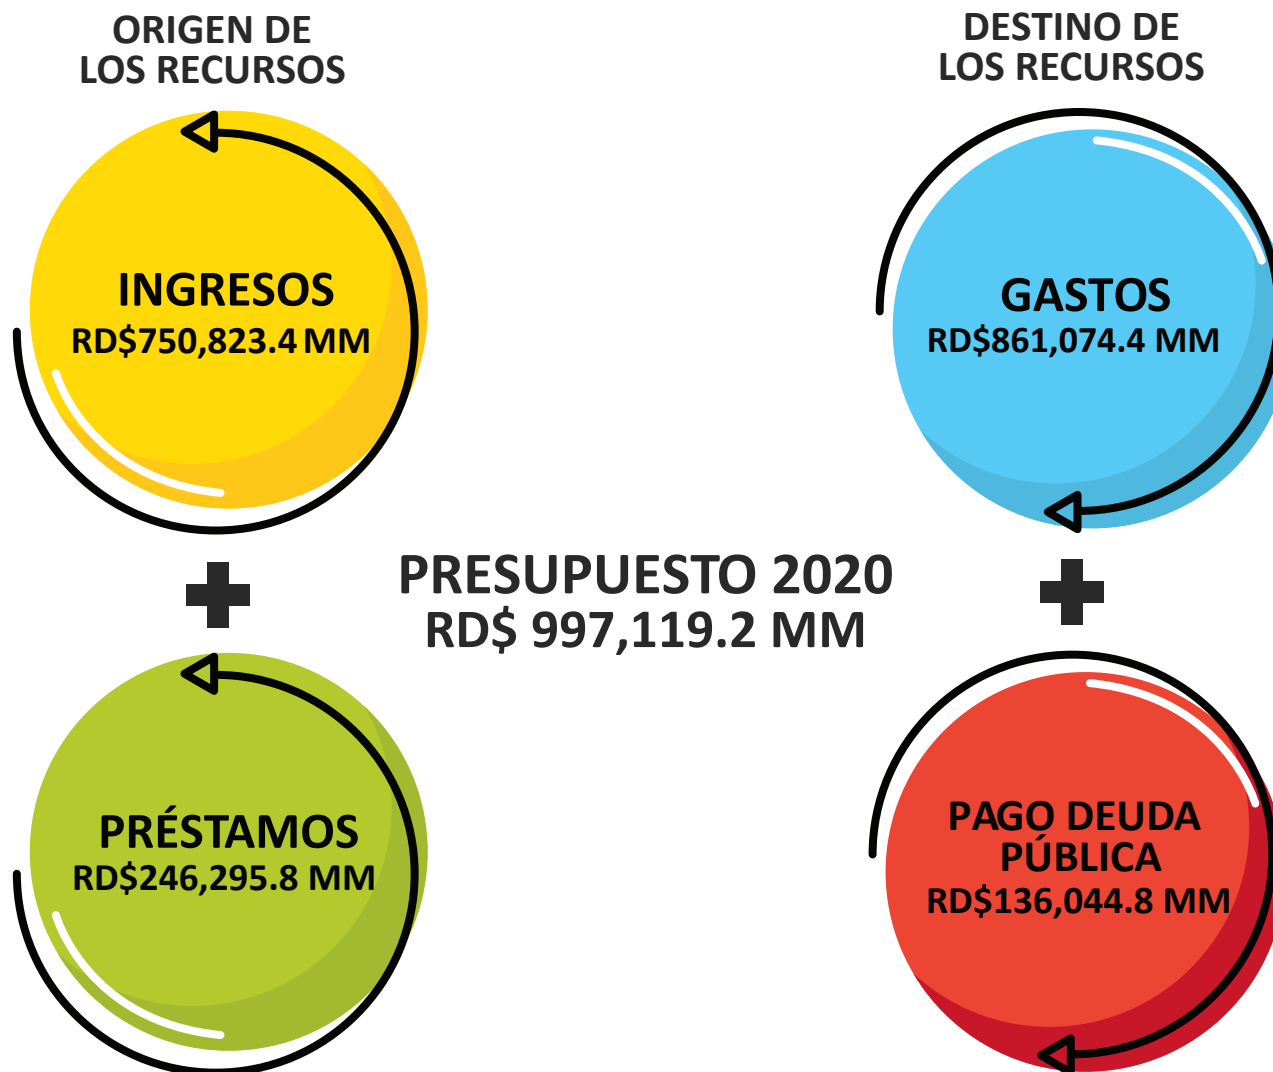 ORIGEN DE
LOS RECURSOS
INGRESOS
RD$750,823.4 MM
PRÉSTAMOS
RD$246,295.8 MM
PRESUPUESTO 2020
RD$ 997,119.2 MM
DESTINO DE
LOS RECURSOS
GASTOS
RD$861,074.4 MM
PAGO DEUDA
PÚBLICA
RD$136,044.8 MM